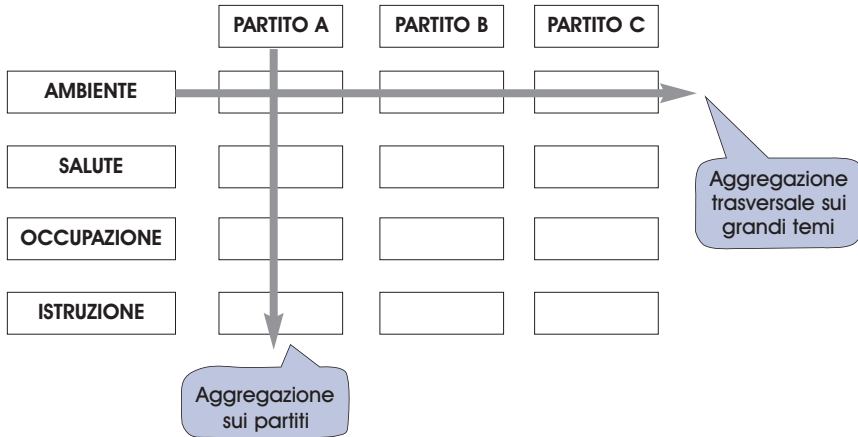 PARTITO A PARTITO B PARTITO C
AMBIENTE
SALUTE
Aggregazione
trasversale sui
grandi temi
OCCUPAZIONE
ISTRUZIONE
Aggregazione
sui partiti